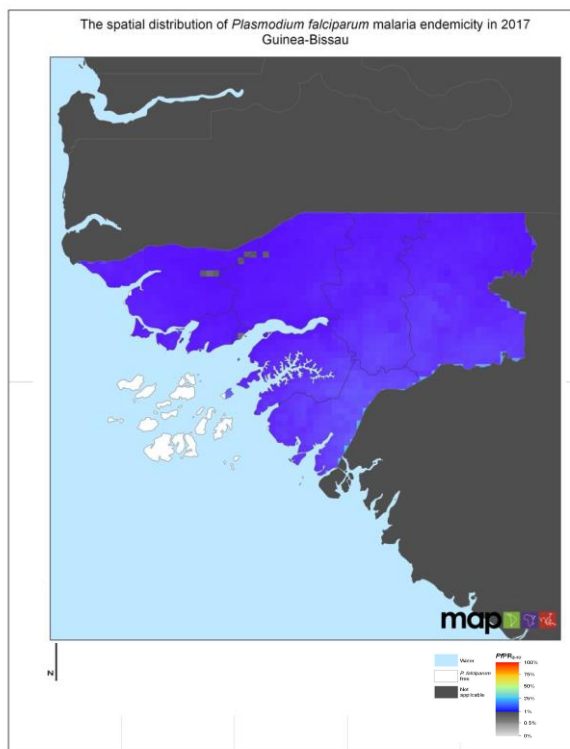 The spatial distribution of Plasmodium falciparum malaria endemicity in 2017
Guinea-Bissau
map
N
Water
P. falciparum
free
Not
applicable
PfPR2-10
100%
75%
50%
25%
1%
0.5%
0%